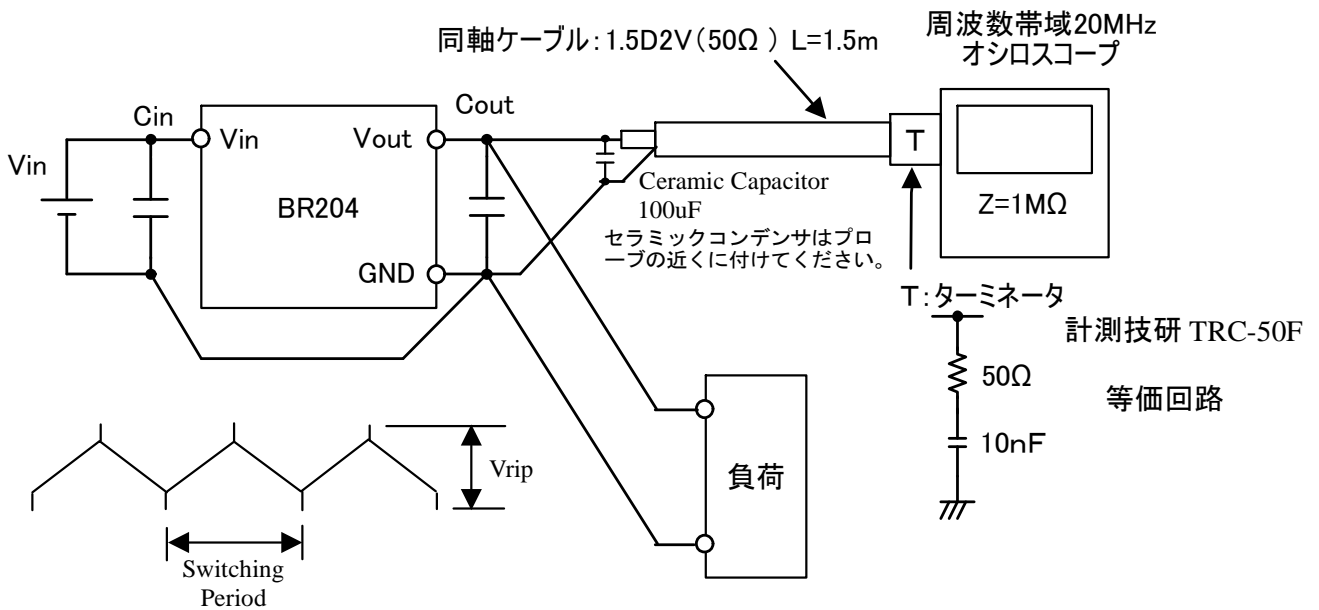 周波数帯域20MHz
オシロスコープ
同軸ケーブル：1.5D2V（50Ω ）L=1.5m
Cin
Cout
Vin
Vin
Vout
T
BR204
GND
Z=1MΩ
Ceramic Capacitor
100uF
セラミックコンデンサはプロ
ーブの近くに付けてください。
T：ターミネータ
計測技研 TRC-50F
50Ω
等価回路
10nF
Vrip
負荷
Switching
Period